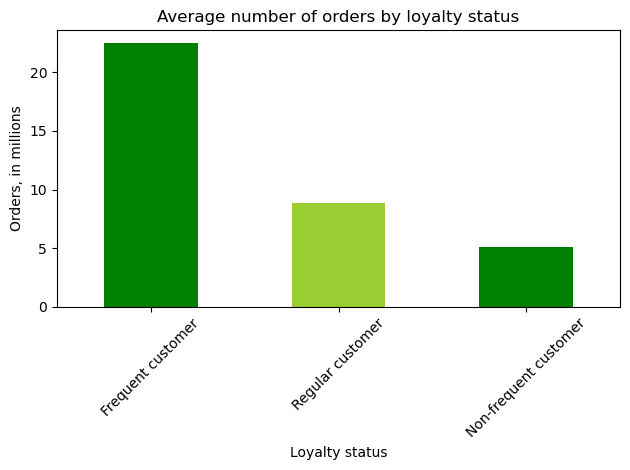 Average number of orders by loyalty status
Orders, in millions
20
15
10
5
0
Frequent customer
Regular customer
Non-frequent customer
Loyalty status